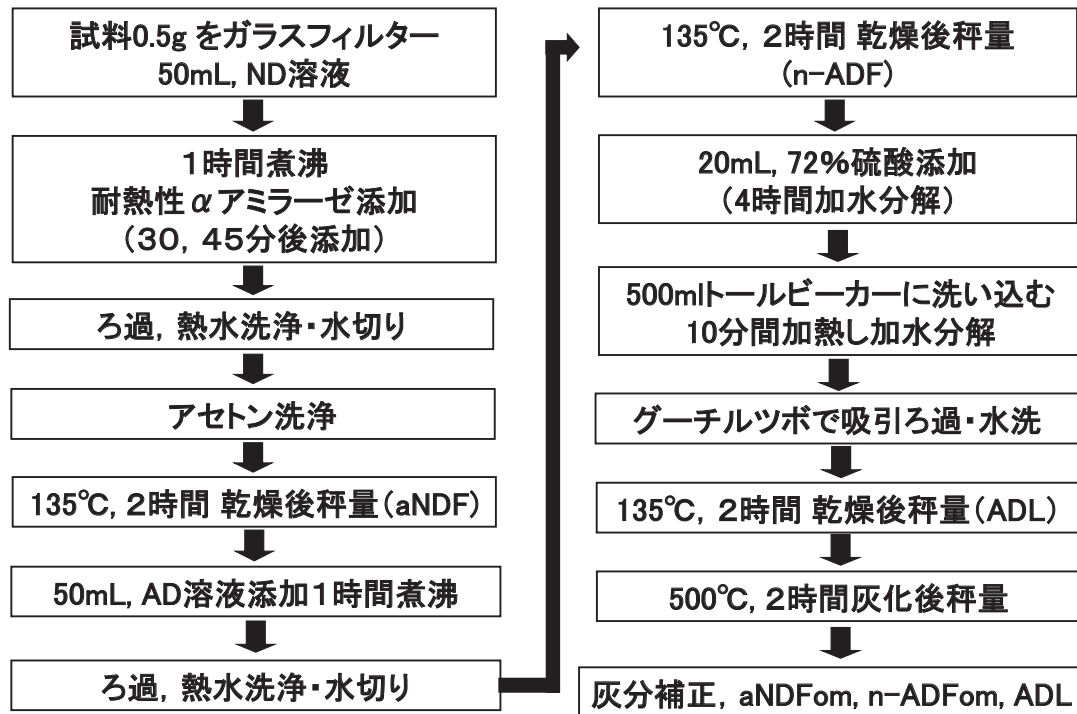 試料0.5g をガラスフィルター
50mL, ND溶液
１時間煮沸
耐熱性αアミラーゼ添加
（３０，４５分後添加）
ろ過，熱水洗浄・水切り
アセトン洗浄
135℃, ２時間 乾燥後秤量（aNDF）
50mL, AD溶液添加１時間煮沸
ろ過，熱水洗浄・水切り
135℃, ２時間 乾燥後秤量
(n-ADF)
20mL, 72%硫酸添加
（4時間加水分解）
500mlトールビーカーに洗い込む
10分間加熱し加水分解
グーチルツボで吸引ろ過・水洗
135℃, ２時間 乾燥後秤量（ADL）
500℃, ２時間灰化後秤量
灰分補正，aNDFom, n-ADFom, ADL